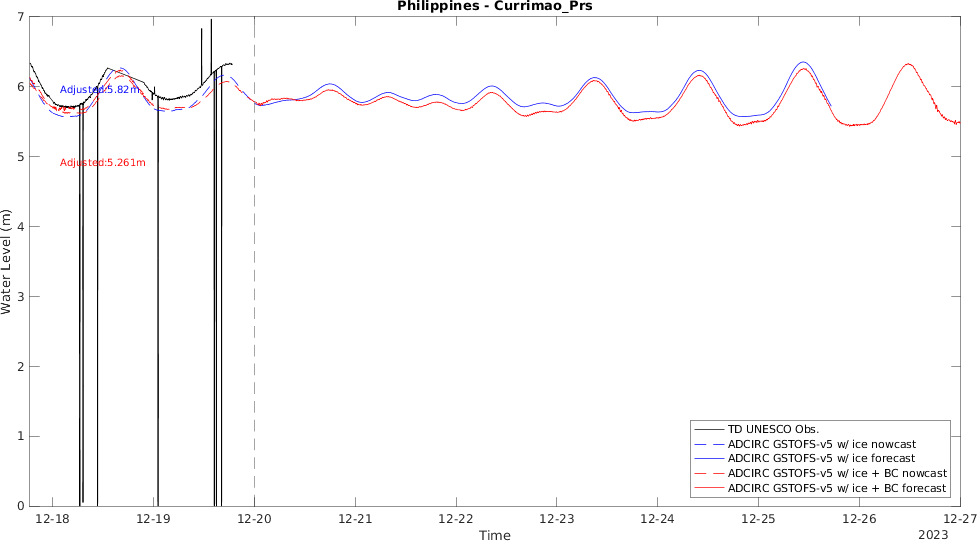 Philippines - Currimao_Prs
7
6
5
4
3
2
1
0
Water Level (m)
Adjusted:5.82m
Adjusted:5.261m
TD UNESCO Obs.
ADCIRC GSTOFS-v5 w/ ice nowcast
ADCIRC GSTOFS-v5 w/ ice forecast
ADCIRC GSTOFS-v5 w/ ice + BC nowcast
ADCIRC GSTOFS-v5 w/ ice + BC forecast
12-18 12-19 12-20 12-21 12-22 12-23 12-24 12-25 12-26 12-27
Time
2023